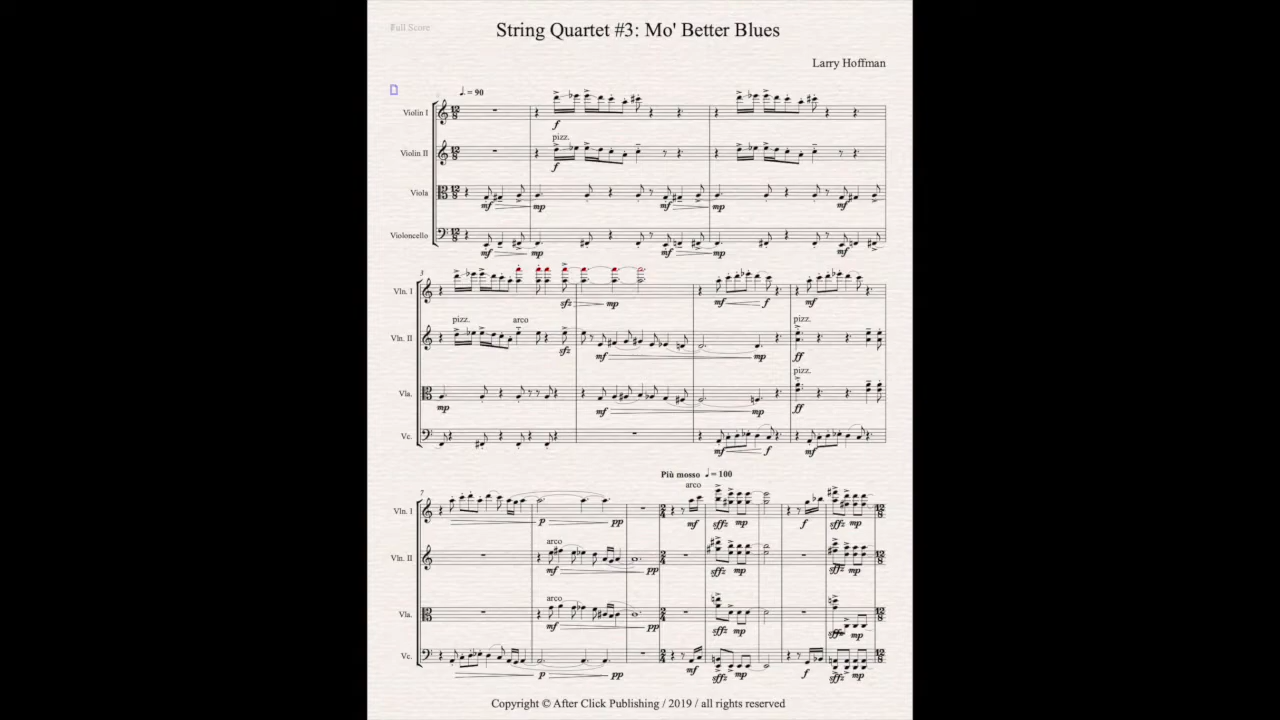 Full Score
String Quartet #3: Mo' Better Blues
Larry Hoffman
♩. = 90
Violin I
f
pizz.
Violin II
f
Viola
mf mp mf mp mf
Violoncello
mf mp mf mp mf
3
Vln. I
sfz mp mf f mf
pizz. arco pizz.
Vln. II
sfz mf mp ff
pizz.
Vla.
mp mf mp ff
Vc.
mf f mf
Più mosso ♩ = 100
7
arco
Vln. I
p pp mf sffz mp f sffz mp
arco
Vln. II
mf pp sffz mp sffz mp
arco
Vla.
mf pp sffz mp sffz mp
Vc.
p pp mf sffz mp f sffz mp
Copyright © After Click Publishing / 2019 / all rights reserved